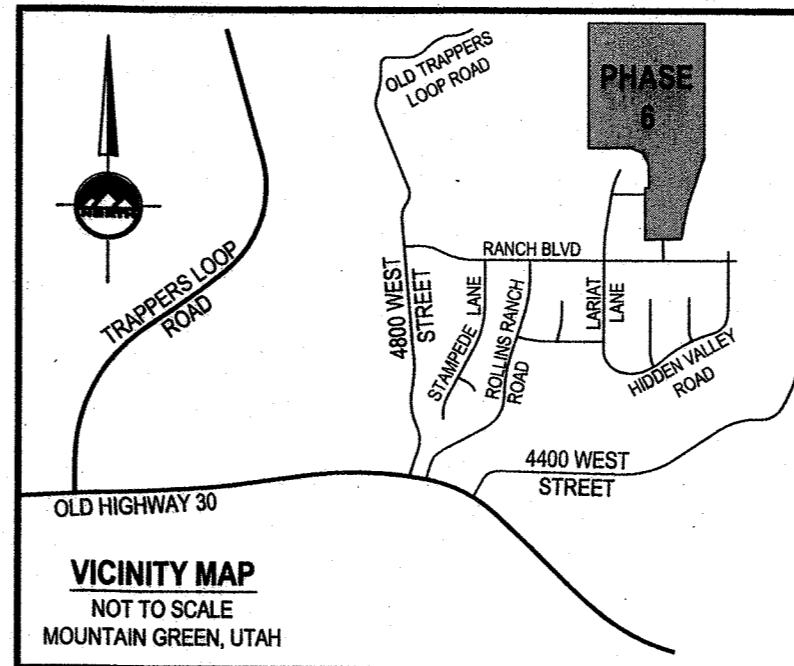 OLD TRAPPERS
LOOP ROAD
PHASE
6
TRAPPERS LOOP
ROAD
4800 WEST
STREET
RANCH BLVD
STAMPEDE LANE
ROLLINS RANCH
ROAD
LARIAT
LANE
HIDDEN VALLEY
ROAD
4400 WEST
STREET
OLD HIGHWAY 30
VICINITY MAP
NOT TO SCALE
MOUNTAIN GREEN, UTAH